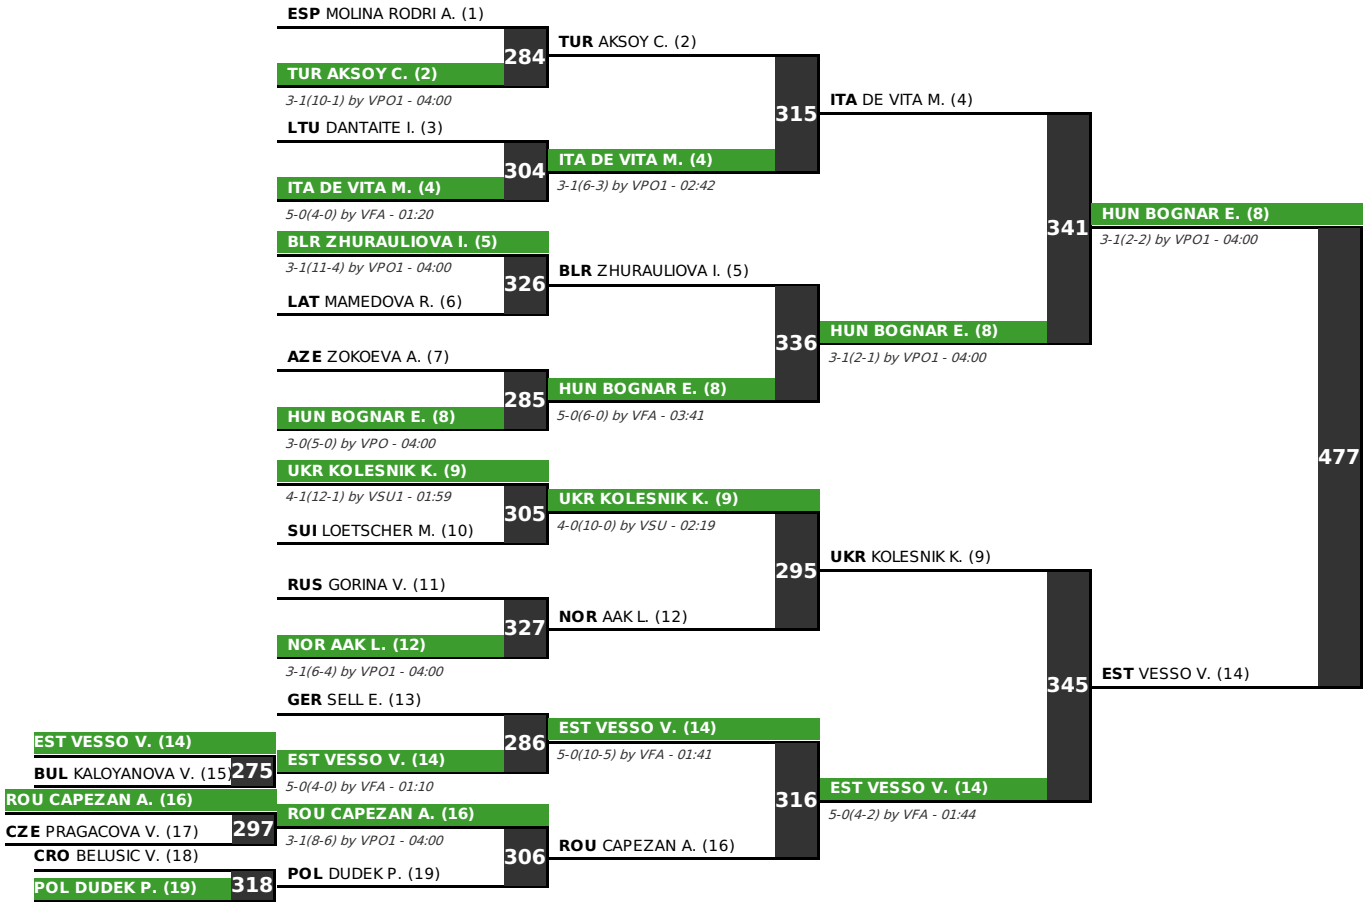 ESP MOLINA RODRI A. (1)
284
TUR AKSOY C. (2)
3-1(10-1) by VPO1 - 04:00
LTU DANTAITE I. (3)
304
ITA DE VITA M. (4)
5-0(4-0) by VFA - 01:20
BLR ZHURAULIOVA I. (5)
3-1(11-4) by VPO1 - 04:00
326
LAT MAMEDOVA R. (6)
AZE ZOKOEVA A. (7)
285
HUN BOGNAR E. (8)
3-0(5-0) by VPO - 04:00
UKR KOLESNIK K. (9)
4-1(12-1) by VSU1 - 01:59
305
SUI LOETSCHER M. (10)
RUS GORINA V. (11)
327
NOR AAK L. (12)
3-1(6-4) by VPO1 - 04:00
GER SELL E. (13)
286
EST VESSO V. (14)
5-0(4-0) by VFA - 01:10
ROU CAPEZAN A. (16)
3-1(8-6) by VPO1 - 04:00
306
POL DUDEK P. (19)
EST VESSO V. (14)
275
BUL KALOYANOVA V. (15)
ROU CAPEZAN A. (16)
297
CZE PRAGACOVA V. (17)
CRO BELUSIC V. (18)
318
POL DUDEK P. (19)
TUR AKSOY C. (2)
315
ITA DE VITA M. (4)
3-1(6-3) by VPO1 - 02:42
BLR ZHURAULIOVA I. (5)
336
HUN BOGNAR E. (8)
5-0(6-0) by VFA - 03:41
UKR KOLESNIK K. (9)
4-0(10-0) by VSU - 02:19
295
NOR AAK L. (12)
EST VESSO V. (14)
5-0(10-5) by VFA - 01:41
316
ROU CAPEZAN A. (16)
ITA DE VITA M. (4)
341
HUN BOGNAR E. (8)
3-1(2-1) by VPO1 - 04:00
UKR KOLESNIK K. (9)
345
EST VESSO V. (14)
5-0(4-2) by VFA - 01:44
HUN BOGNAR E. (8)
3-1(2-2) by VPO1 - 04:00
477
EST VESSO V. (14)